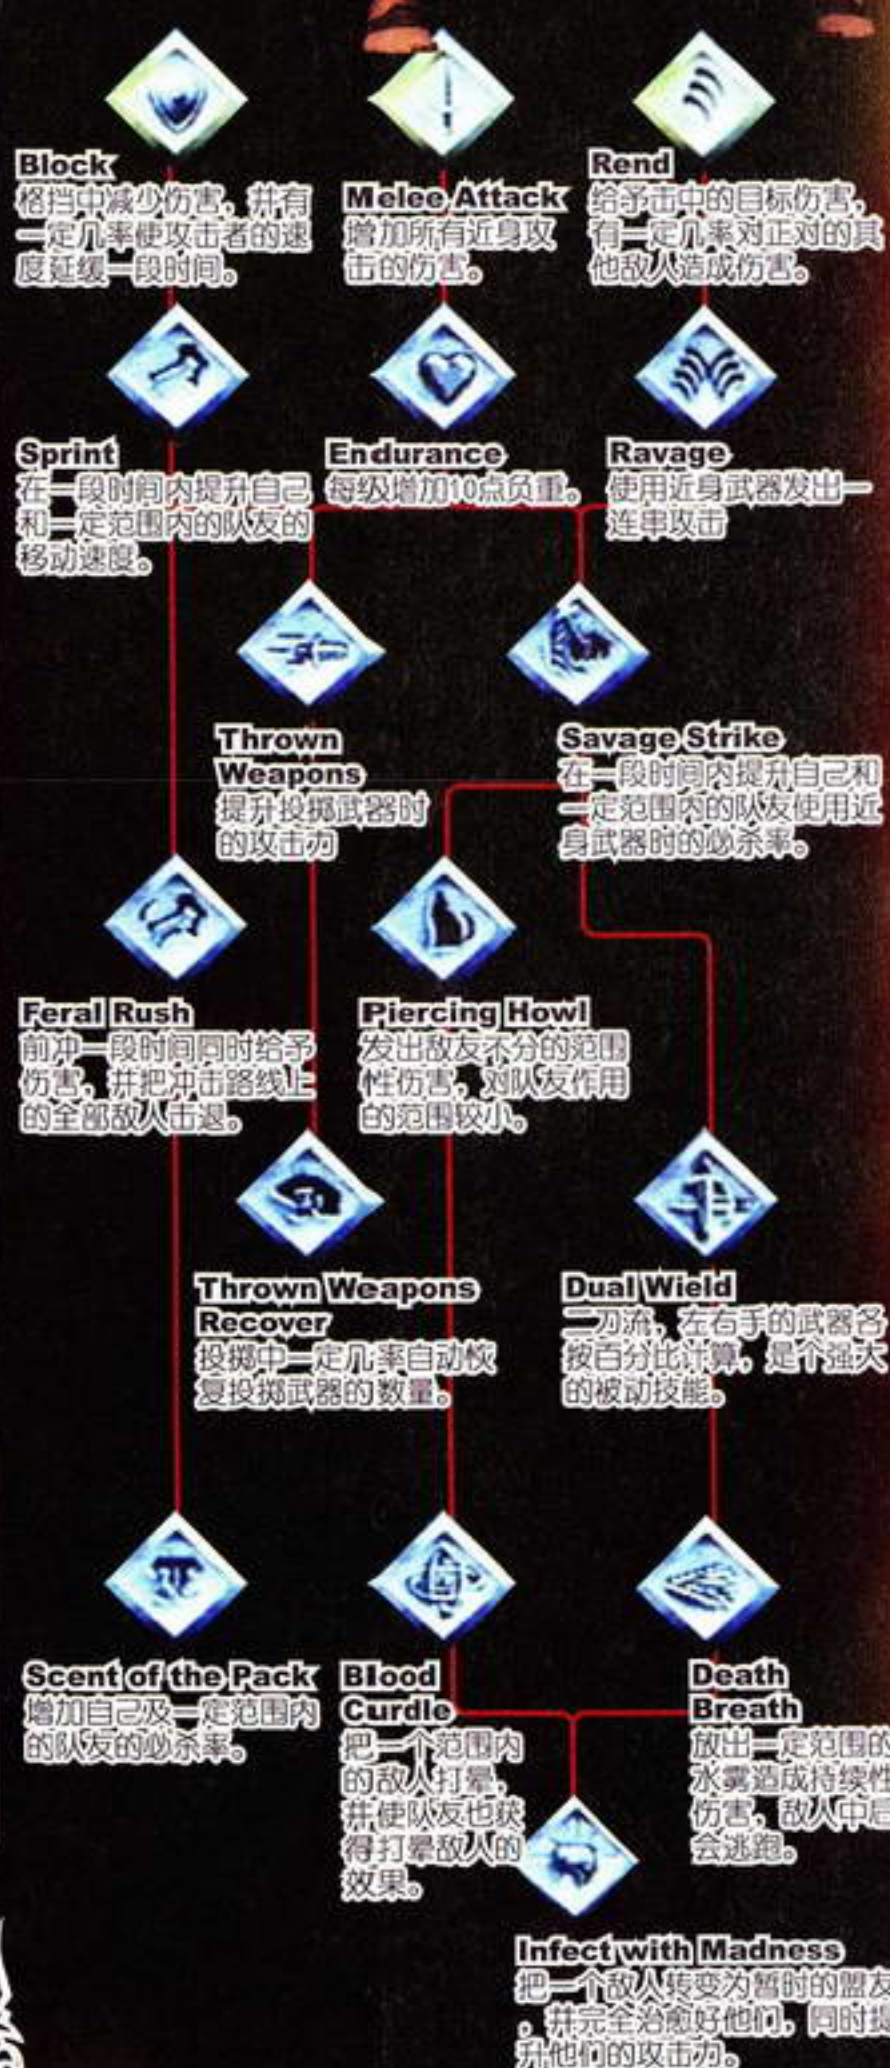 Block
格挡中减少伤害，并有
一定几率使攻击者的速
度延缓一段时间。
Melee Attack
增加所有近身攻
击的伤害。
Rend
给予击中的目标伤害，
有一定几率对正对的其
他敌人造成伤害。
Sprint
在一段时间内提升自己
和一定范围内的队友的
移动速度。
Endurance
每级增加10点负重。
Ravage
使用近身武器发出一
连串攻击
Thrown
Weapons
提升投掷武器时
的攻击力
Savage Strike
在一段时间内提升自己和
一定范围内的队友使用近
身武器时的必杀率。
Feral Rush
前冲一段时间同时给予
伤害，并把冲击路线上
的全部敌人击退。
Piercing Howl
发出敌友不分的范围
性伤害，对队友作用
的范围较小。
Thrown Weapons
Recover
投掷中一定几率自动恢
复投掷武器的数量。
Dual Wield
二刀流，左右手的武器各
按百分比计算，是个强大
的被动技能。
Scent of the Pack
增加自己及一定范围内
的队友的必杀率。
Blood
Curdle
把一个范围内
的敌人打晕，
并使队友也获
得打晕敌人的
效果。
Death
Breath
放出一定范围的
水雾造成持续性
伤害，敌人中后
会逃跑。
Infect with Madness
把一个敌人转变为暂时的盟友
，并完全治愈好他们，同时提
升他们的攻击力。